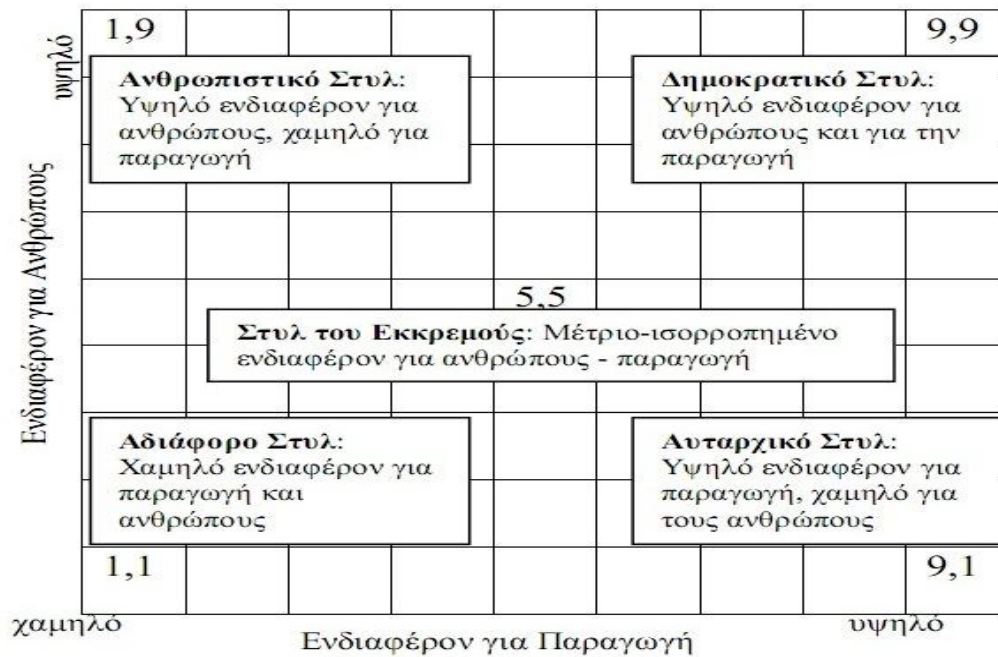 1,9
9,9
υψηλό
Ανθρωπιστικό Στυλ:
Υψηλό ενδιαφέρον για
ανθρώπους, χαμηλό για
παραγωγή
Δημοκρατικό Στυλ:
Υψηλό ενδιαφέρον για
ανθρώπους και για την
παραγωγή
Ενδιαφέρον για Ανθρώπους
5,5
Στυλ του Εκκρεμούς: Μέτριο-ισορροπημένο
ενδιαφέρον για ανθρώπους - παραγωγή
Αδιάφορο Στυλ:
Χαμηλό ενδιαφέρον για
παραγωγή και
ανθρώπους
Αυταρχικό Στυλ:
Υψηλό ενδιαφέρον για
παραγωγή, χαμηλό για
τους ανθρώπους
1,1
9,1
χαμηλό
υψηλό
Ενδιαφέρον για Παραγωγή